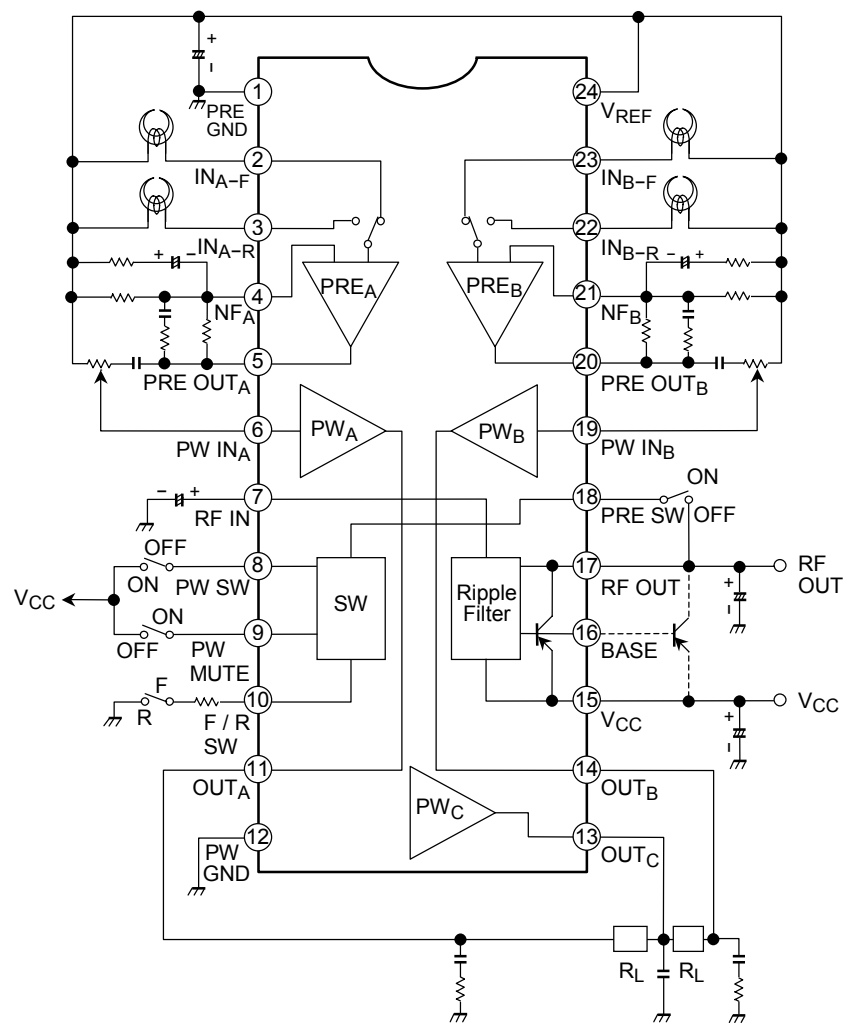 +
-
1
24
PRE
GND
VREF
2
23
INA-F
INB-F
3
22
INA-R
INB-R
+ -
- +
4
PREA
PREB
21
NFA
NFB
5
20
PRE OUTA
PRE OUTB
6
PWA
PWB
19
PW INA
PW INB
- +
7
18
ON
RF IN
PRE SW
OFF
OFF
8
17
RF
OUT
ON
PW SW
SW
Ripple
Filter
RF OUT
+
-
VCC
ON
9
16
OFF
PW
MUTE
BASE
F
10
15
VCC
R
F / R
SW
VCC
+
-
11
14
OUTA
OUTB
PWC
12
13
PW
GND
OUTC
RL
RL